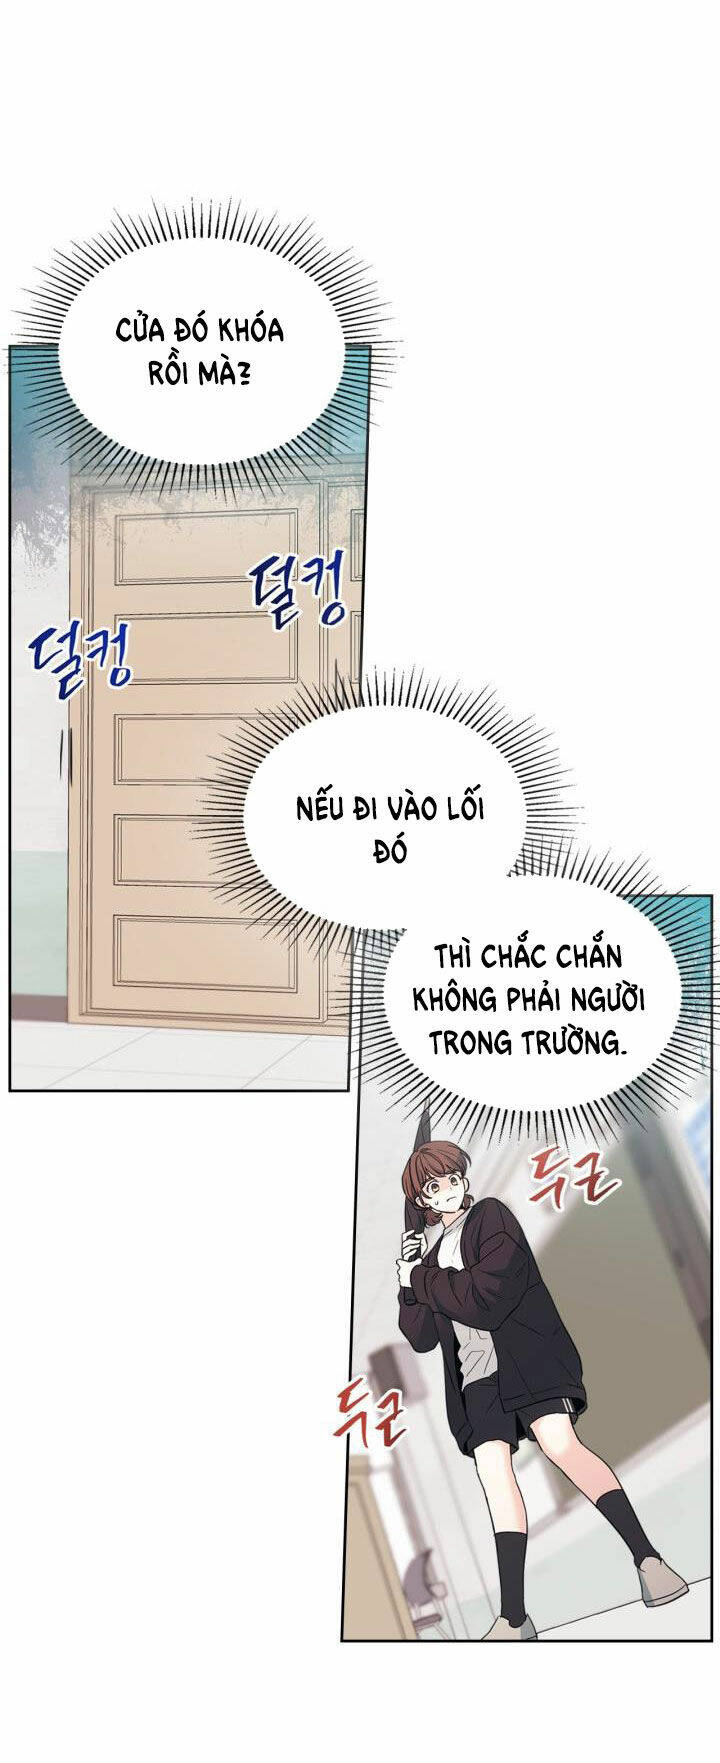 CỬA ĐÓ KHÓA
RỒI MÀ?
덜컹
덜컹
NẾU ĐI VÀO LỐI
ĐÓ
THÌ CHẮC CHẮN
KHÔNG PHẢI NGƯỜI
TRONG TRƯỜNG.
두근
두근